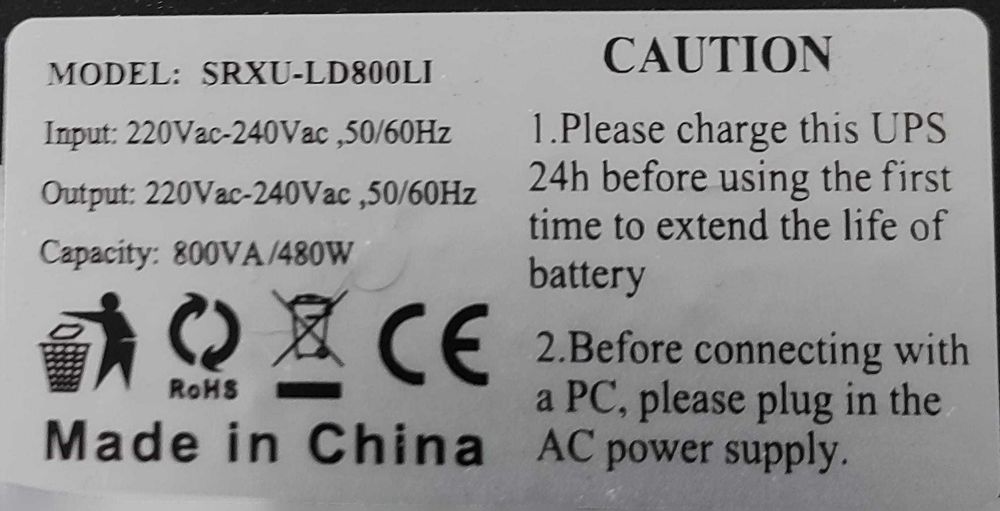 MODEL: SRXU-LD800LI
Input: 220Vac-240Vac ,50/60Hz
Output: 220Vac-240Vac ,50/60Hz
Capacity: 800VA/480W
RoHS
CE
Made in China
CAUTION
1.Please charge this UPS
24h before using the first
time to extend the life of
battery
2.Before connecting with
a PC, please plug in the
AC power supply.